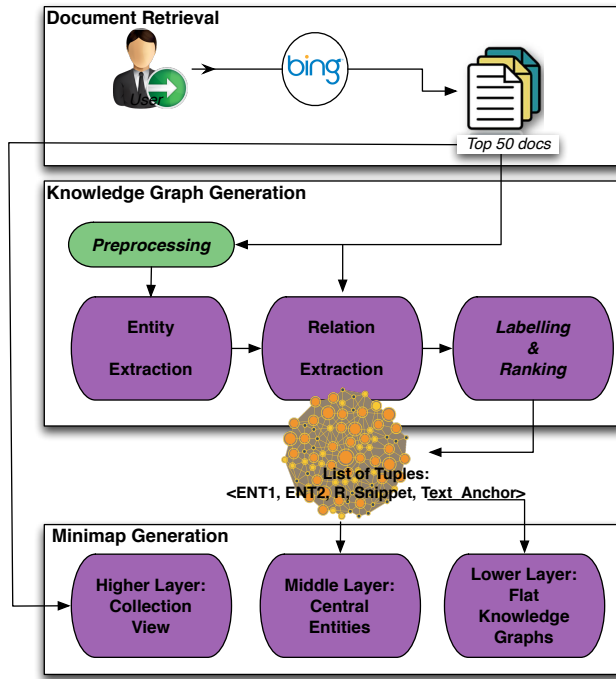 Document Retrieval
User
bing
Top 50 docs
Knowledge Graph Generation
Preprocessing
Entity
Extraction
Relation
Extraction
Labelling
&
Ranking
List of Tuples:
<ENT1, ENT2, R, Snippet, Text_Anchor>
Minimap Generation
Higher Layer:
Collection
View
Middle Layer:
Central
Entities
Lower Layer:
Flat
Knowledge
Graphs